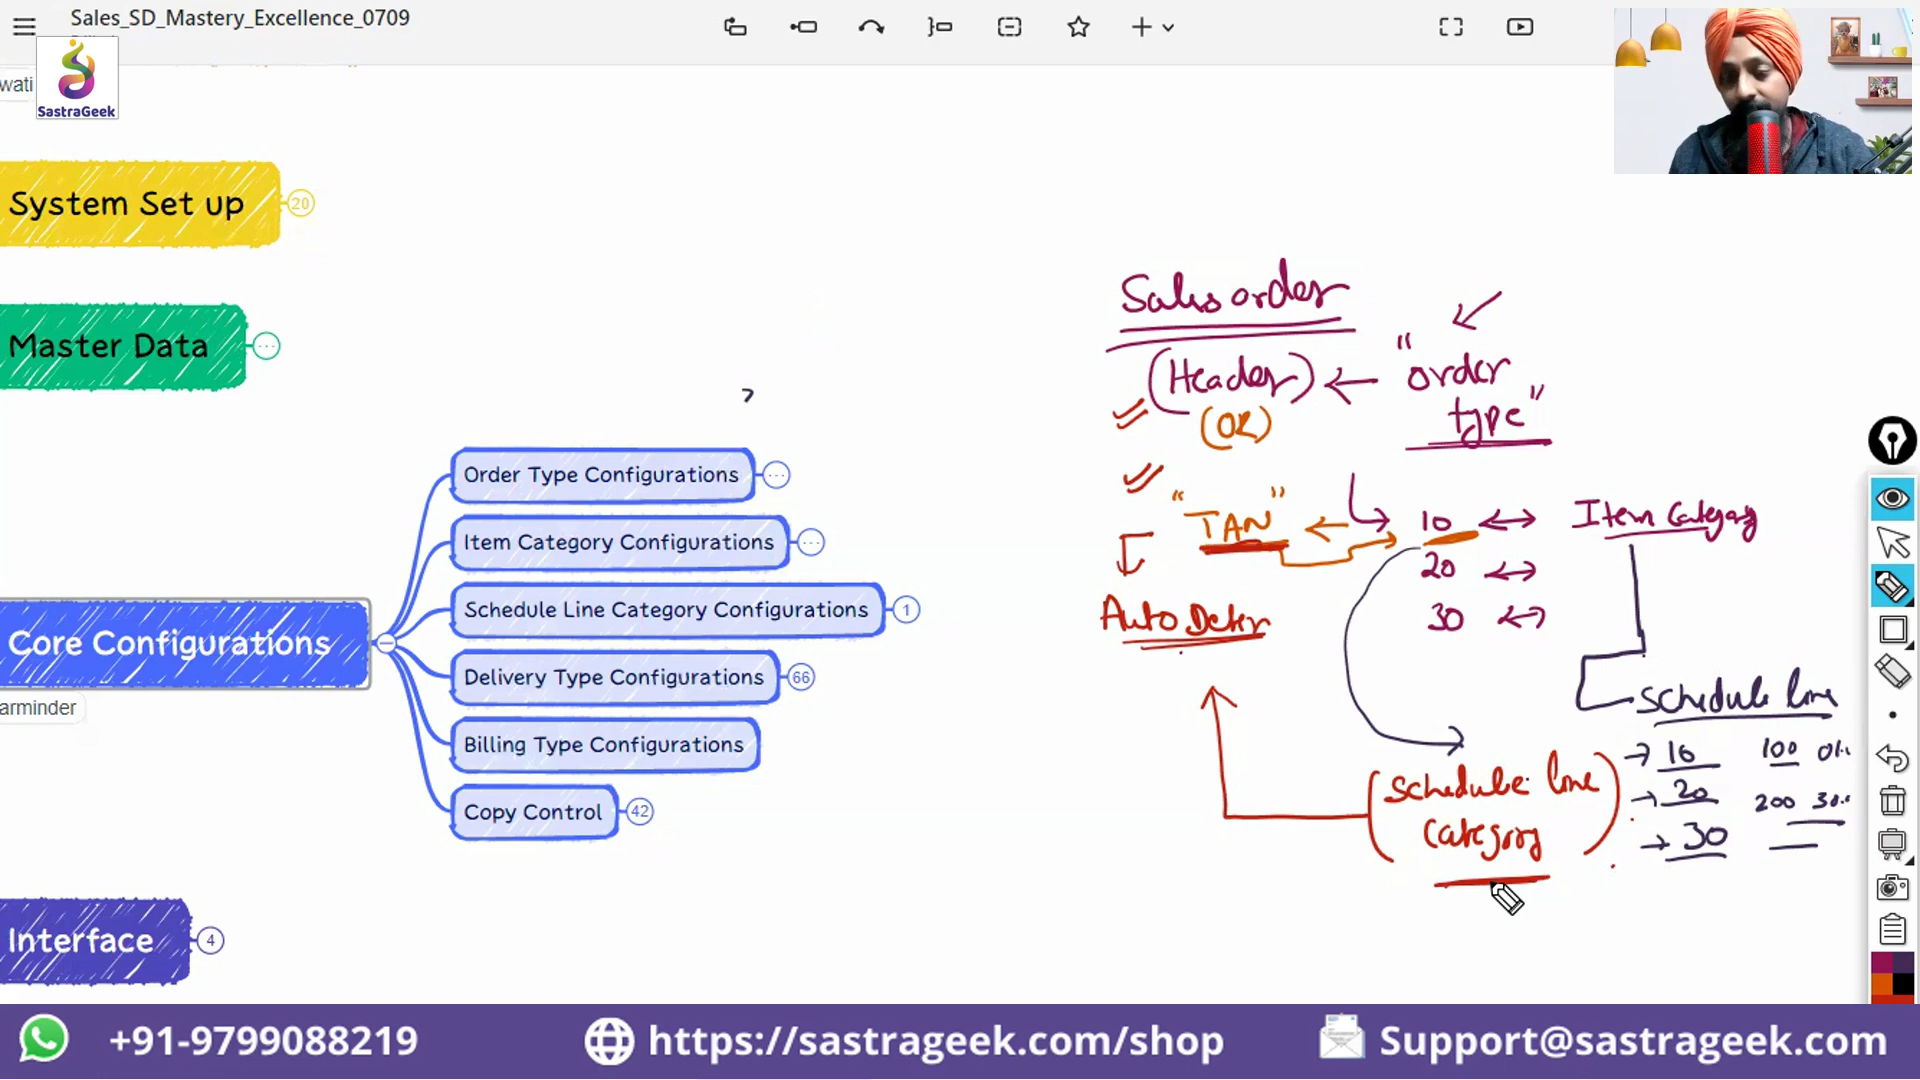 Sales_SD_Mastery_Excellence_0709
wati
SastraGeek
System Set up
20
Master Data
Core Configurations
arminder
Order Type Configurations
Item Category Configurations
Schedule Line Category Configurations
1
Delivery Type Configurations
66
Billing Type Configurations
Copy Control
42
Interface
4
Sales order
(Header) "order type"
(OR)
"TAN"
10 Item Category
20
30
Auto Deter
Schedule line
10 100 01..
20 200 30..
30
(Schedule line Category)
+91-9799088219
https://sastrageek.com/shop
Support@sastrageek.com